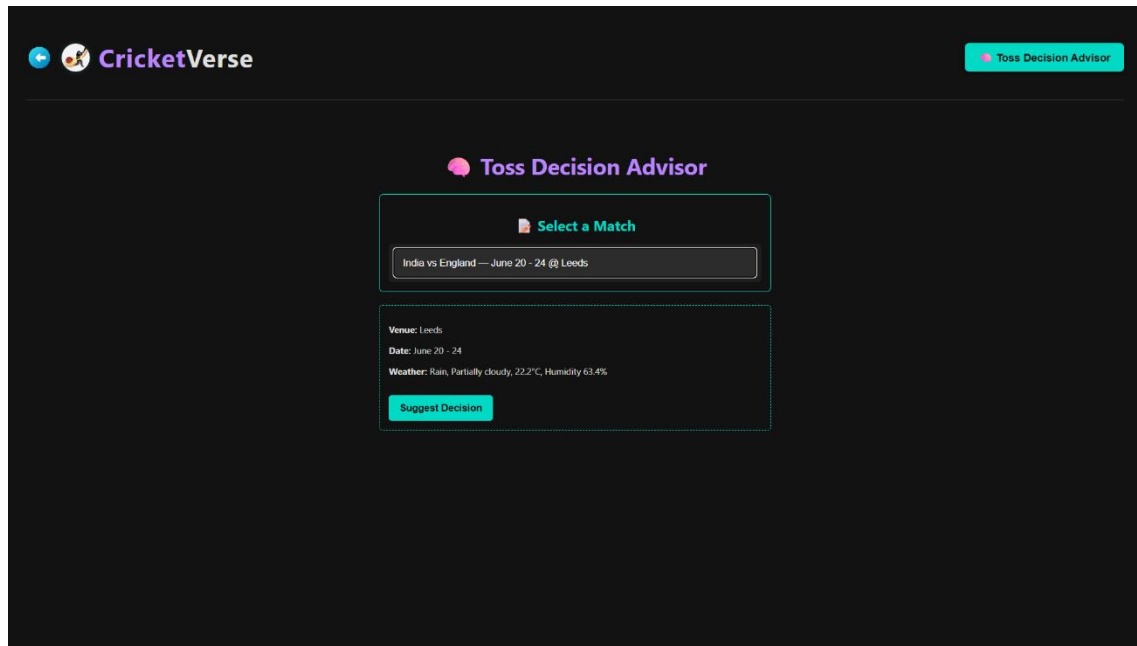 CricketVerse
Toss Decision Advisor
Toss Decision Advisor
Select a Match
India vs England — June 20 - 24 @ Leeds
Venue: Leeds
Date: June 20 - 24
Weather: Rain, Partially cloudy, 22.2°C, Humidity 63.4%
Suggest Decision